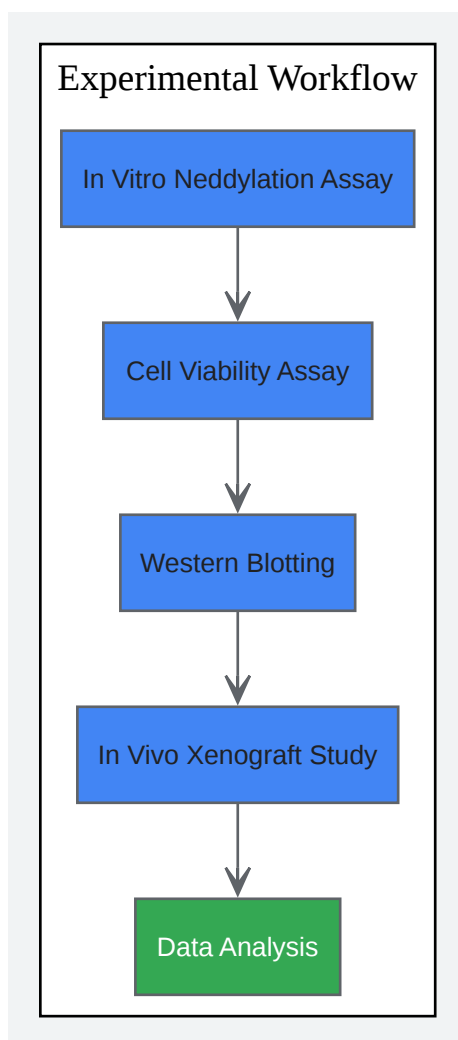 Experimental Workflow
In Vitro Neddylation Assay
Cell Viability Assay
Western Blotting
In Vivo Xenograft Study
Data Analysis